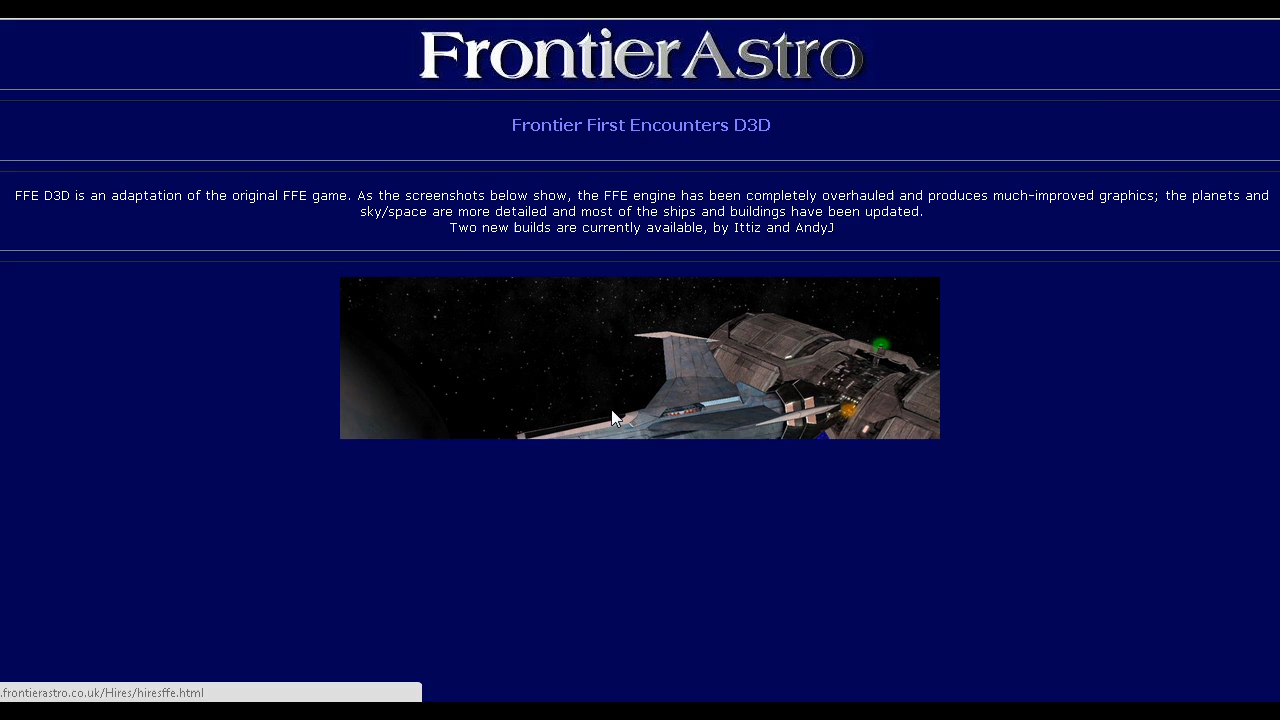 FrontierAstro
Frontier First Encounters D3D
FFE D3D is an adaptation of the original FFE game. As the screenshots below show, the FFE engine has been completely overhauled and produces much-improved graphics; the planets and
sky/space are more detailed and most of the ships and buildings have been updated.
Two new builds are currently available, by Ittiz and AndyJ
.frontierastro.co.uk/Hires/hiresffe.html